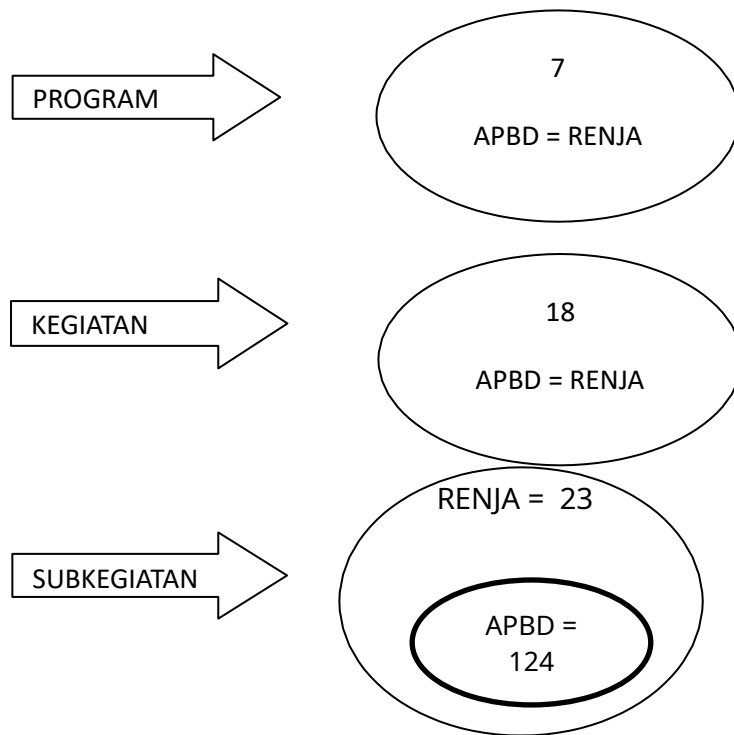 PROGRAM
7
APBD = RENJA
KEGIATAN
18
APBD = RENJA
SUBKEGIATAN
RENJA = 23
APBD =
124